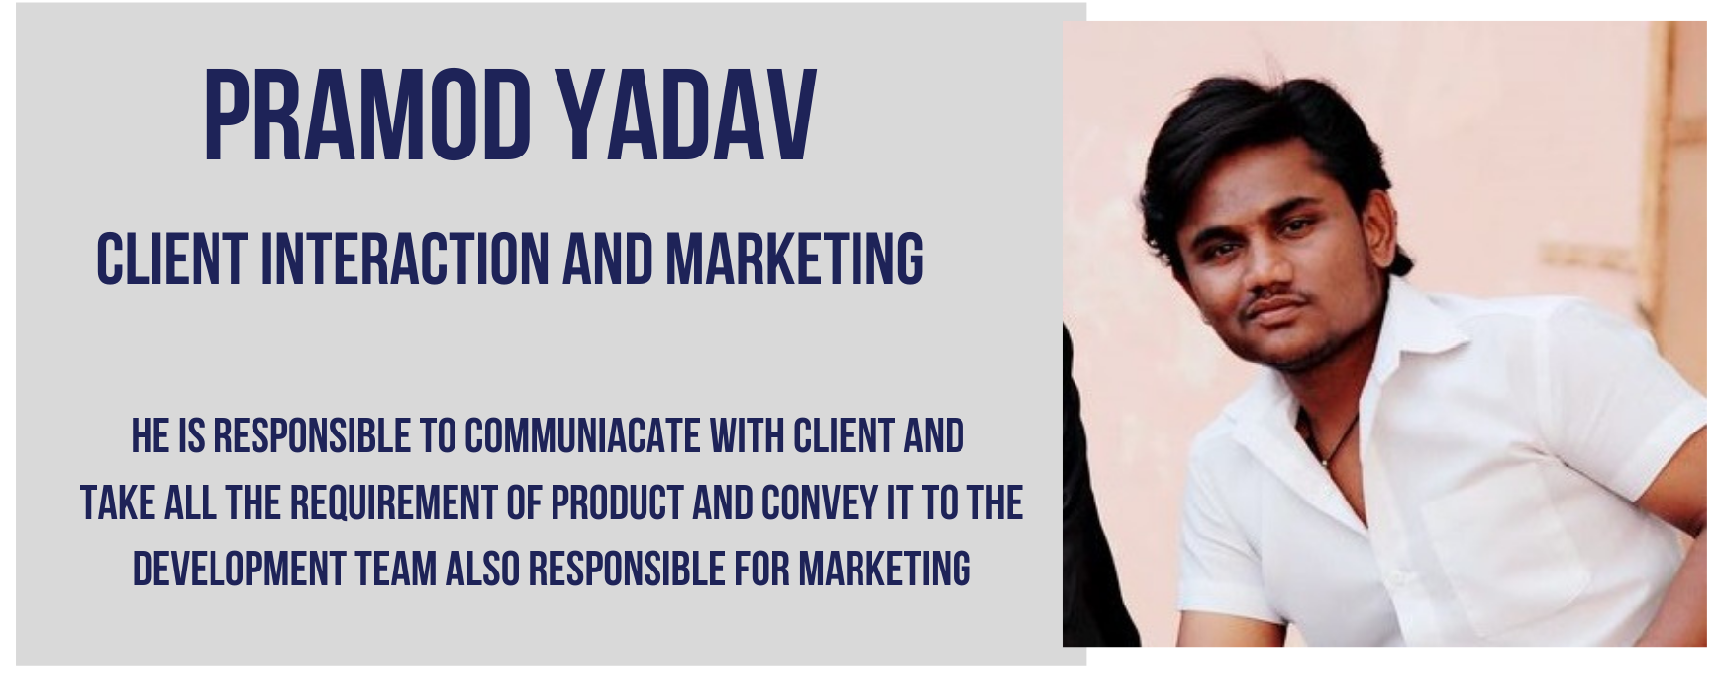 PRAMOD YADAV
CLIENT INTERACTION AND MARKETING
HE IS RESPONSIBLE TO COMMUNIACATE WITH CLIENT AND
TAKE ALL THE REQUIREMENT OF PRODUCT AND CONVEY IT TO THE
DEVELOPMENT TEAM ALSO RESPONSIBLE FOR MARKETING